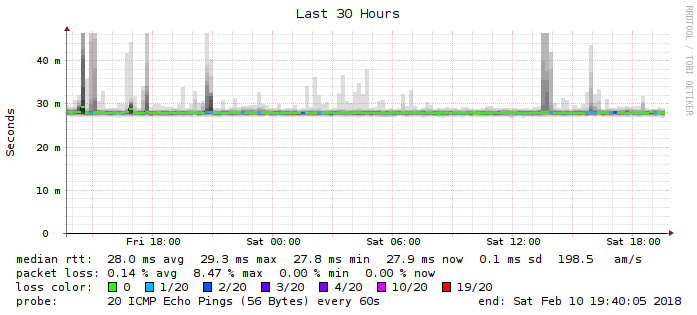 Last 30 Hours
RRDTOOL / TOBI OETIKER
Seconds
40 m
30 m
20 m
10 m
0
Fri 18:00 Sat 00:00 Sat 06:00 Sat 12:00 Sat 18:00
median rtt: 28.0 ms avg 29.3 ms max 27.8 ms min 27.9 ms now 0.1 ms sd 198.5 am/s
packet loss: 0.14 % avg 8.47 % max 0.00 % min 0.00 % now
loss color: 0 1/20 2/20 3/20 4/20 10/20 19/20
probe: 20 ICMP Echo Pings (56 Bytes) every 60s end: Sat Feb 10 19:40:05 2018